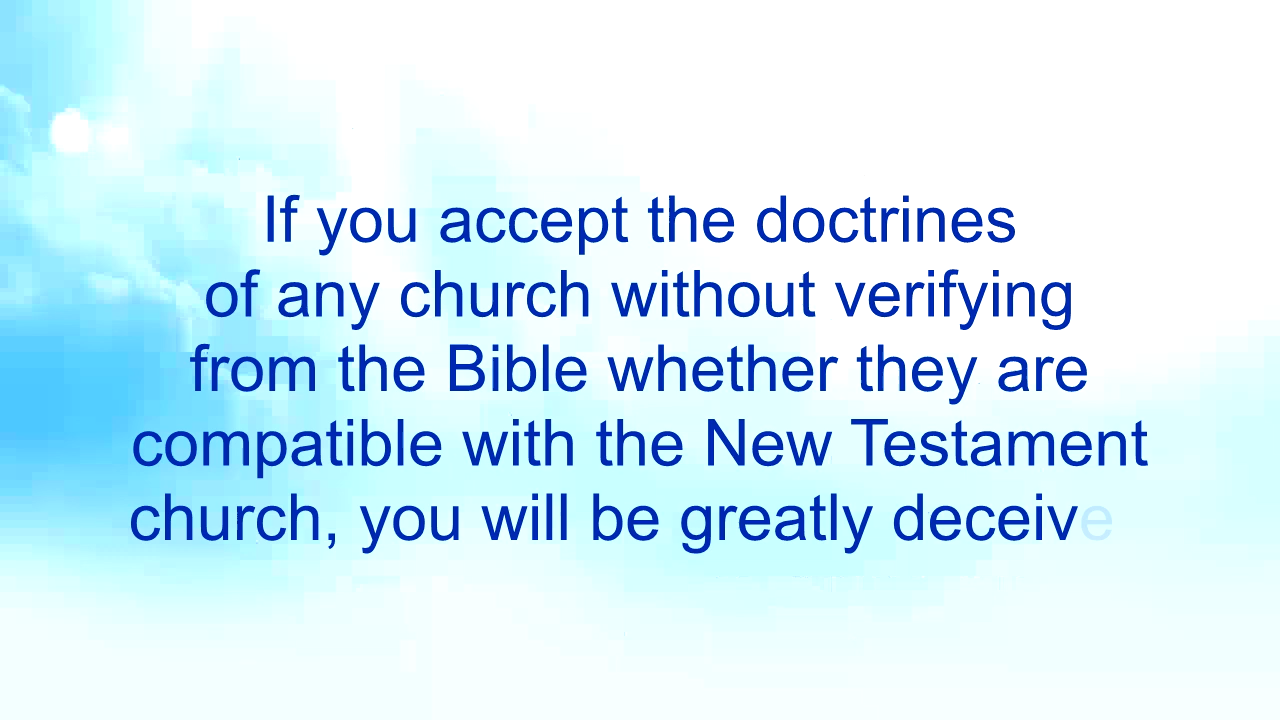 If you accept the doctrines
of any church without verifying
from the Bible whether they are
compatible with the New Testament
church, you will be greatly deceive